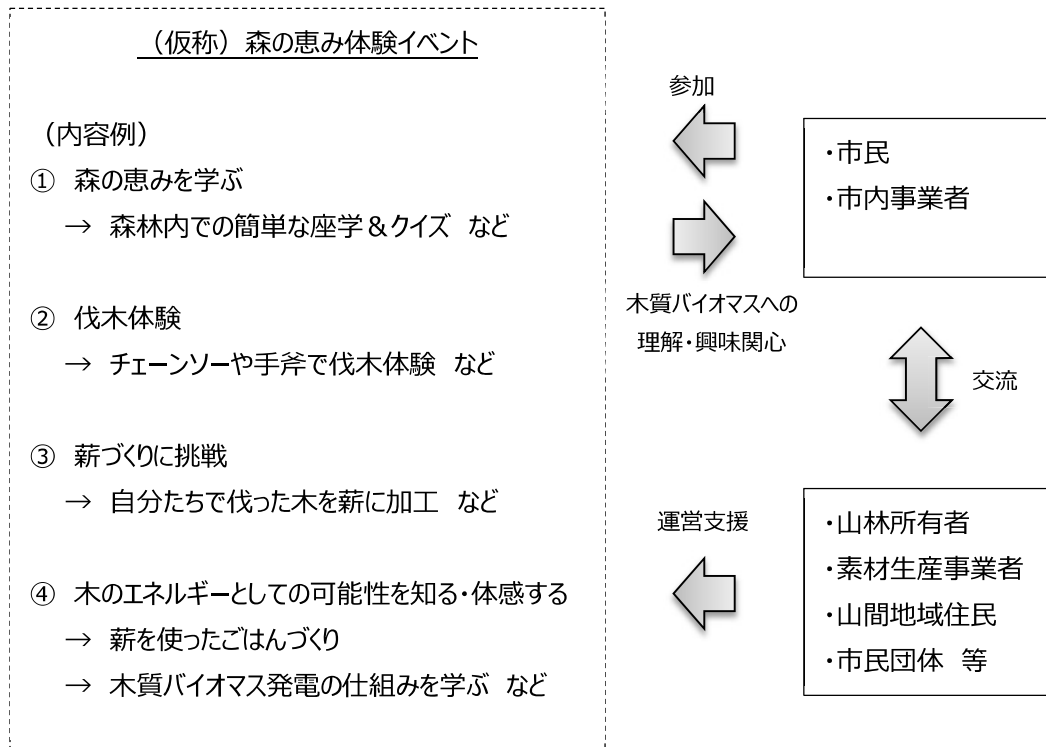 （仮称）森の恵み体験イベント
（内容例）
① 森の恵みを学ぶ
→ 森林内での簡単な座学＆クイズ など
② 伐木体験
→ チェーンソーや手斧で伐木体験 など
③ 薪づくりに挑戦
→ 自分たちで伐った木を薪に加工 など
④ 木のエネルギーとしての可能性を知る・体感する
→ 薪を使ったごはんづくり
→ 木質バイオマス発電の仕組みを学ぶ など
参加
木質バイオマスへの
理解・興味関心
・市民
・市内事業者
交流
運営支援
・山林所有者
・素材生産事業者
・山間地域住民
・市民団体 等